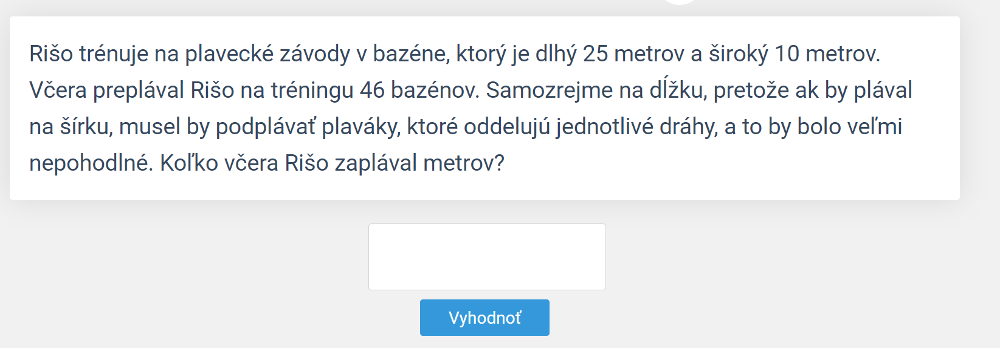 Rišo trénuje na plavecké závody v bazéne, ktorý je dlhý 25 metrov a široký 10 metrov.
Včera preplával Rišo na tréningu 46 bazénov. Samozrejme na dĺžku, pretože ak by plával
na šírku, musel by podplávať plaváky, ktoré oddelujú jednotlivé dráhy, a to by bolo veľmi
nepohodlné. Koľko včera Rišo zaplával metrov?
Vyhodnoť